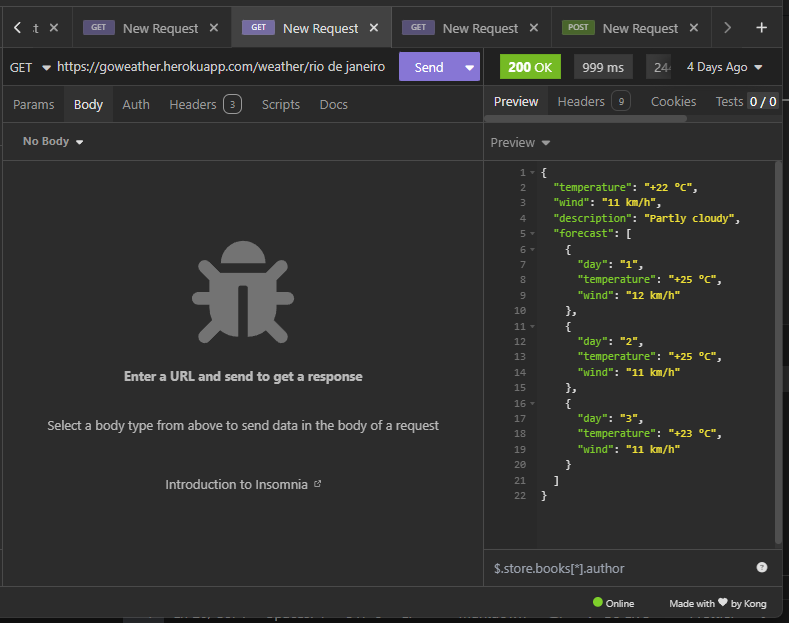 t GET New Request GET New Request GET New Request POST New Request
GET https://goweather.herokuapp.com/weather/rio de janeiro Send 200 OK 999 ms 24 4 Days Ago
Params Body Auth Headers 3 Scripts Docs Preview Headers 9 Cookies Tests 0 / 0
No Body
Preview
1 {
2 "temperature": "+22 °C",
3 "wind": "11 km/h",
4 "description": "Partly cloudy",
5 "forecast": [
6 {
7 "day": "1",
8 "temperature": "+25 °C",
9 "wind": "12 km/h"
10 },
11 {
12 "day": "2",
13 "temperature": "+25 °C",
14 "wind": "11 km/h"
15 },
16 {
17 "day": "3",
18 "temperature": "+23 °C",
19 "wind": "11 km/h"
20 }
21 ]
22 }
Enter a URL and send to get a response
Select a body type from above to send data in the body of a request
Introduction to Insomnia
$.store.books[*].author
Online Made with ❤ by Kong